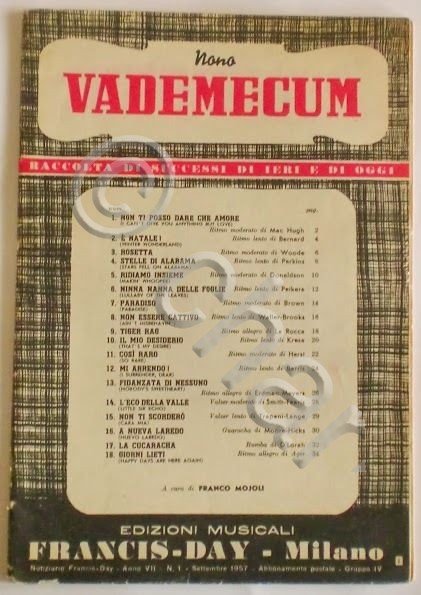 Nono
VADEMECUM
RACCOLTA DI SUCCESSI DI IERI E DI OGGI
num. pag.
1. NON TI POSSO DARE CHE AMORE
(I CAN'T GIVE YOU ANYTHING BUT LOVE) Ritmo moderato di Mac Hugh 2
2. È NATALE! Ritmo lento di Bernard 4
(WINTER WONDERLAND)
3. ROSETTA Ritmo moderato di Woode 6
4. STELLE DI ALABAMA Ritmo lento di Perkins 8
(STARS FELL ON ALABAMA)
5. RIDIAMO INSIEME Ritmo moderato di Donaldson 10
(MAKIN' WHOOPEE)
6. NINNA NANNA DELLE FOGLIE Ritmo lento di Petkere 12
(LULLABY OF THE LEAVES)
7. PARADISO Ritmo moderato di Brown 14
(PARADISE)
8. NON ESSERE CATTIVO Ritmo lento di Waller-Brooks 16
(AIN'T MISBEHAVIN')
9. TIGER RAG Ritmo allegro di La Rocca 18
10. IL MIO DESIDERIO Ritmo lento di Kresa 20
(THAT'S MY DESIRE)
11. COSÌ RARO Ritmo moderato di Herst 22
(SO RARE)
12. MI ARRENDO! Ritmo lento di Barris 24
(I SURRENDER, DEAR)
13. FIDANZATA DI NESSUNO
(NOBODY'S SWEETHEART) Ritmo allegro di Erdman-Meyers 26
14. L'ECO DELLA VALLE Valzer moderato di Smith-Fearis 28
(LITTLE SIR ECHO)
15. NON TI SCORDERÒ Valzer lento di Trapani-Lange 29
(CARA MIA)
16. A NUEVA LAREDO Guaracha di Monte-Hicks 30
(NUEVO LAREDO)
17. LA CUCARACHA Rumba di D'Lorah 32
18. GIORNI LIETI Ritmo allegro di Ager 34
(HAPPY DAYS ARE HERE AGAIN)
A cura di FRANCO MOJOLI
EDIZIONI MUSICALI
FRANCIS-DAY - Milano
Notiziario Francis-Day - Anno VII - N. 1 - Settembre 1957 - Abbonamento postale - Gruppo IV